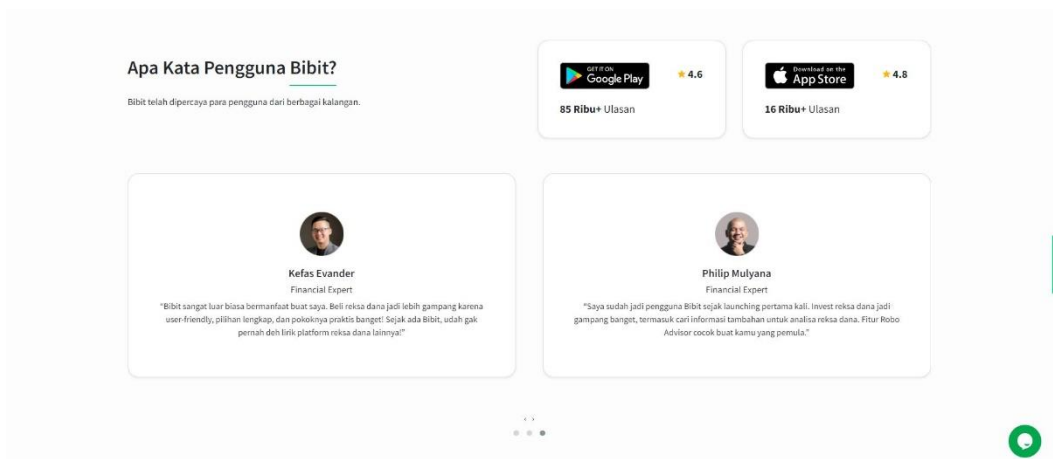 Apa Kata Pengguna Bibit?
Bibit telah dipercaya para pengguna dari berbagai kalangan.
GET IT ON
Google Play
4.6
85 Ribu+ Ulasan
Download on the
App Store
4.8
16 Ribu+ Ulasan
Kefas Evander
Financial Expert
"Bibit sangat luar biasa bermanfaat buat saya. Beli reksa dana jadi lebih gampang karena
user-friendly, pilihan lengkap, dan pokoknya praktis banget! Sejak ada Bibit, udah gak
pernah deh lirik platform reksa dana lainnya!"
Philip Mulyana
Financial Expert
"Saya sudah jadi pengguna Bibit sejak launching pertama kali. Invest reksa dana jadi
gampang banget, termasuk cari informasi tambahan untuk analisa reksa dana. Fitur Robo
Advisor cocok buat kamu yang pemula."